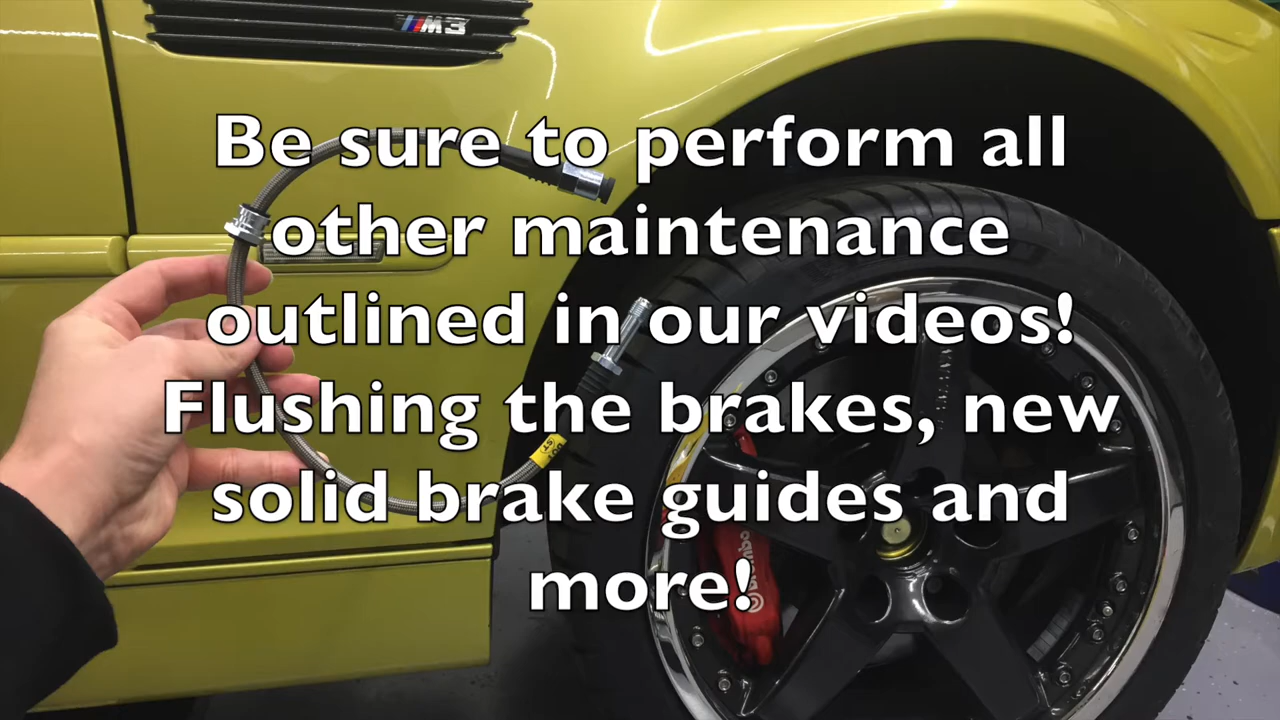 M3
Be sure to perform all
other maintenance
outlined in our videos!
Flushing the brakes, new
solid brake guides and
more!
brembo